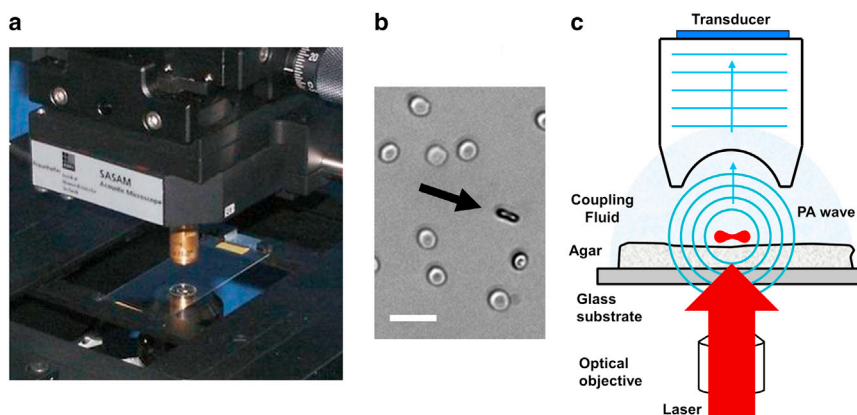 a
b
c
SASAM
Acoustic Microscope
20
Transducer
Coupling
Fluid
PA wave
Agar
Glass
substrate
Optical
objective
Laser